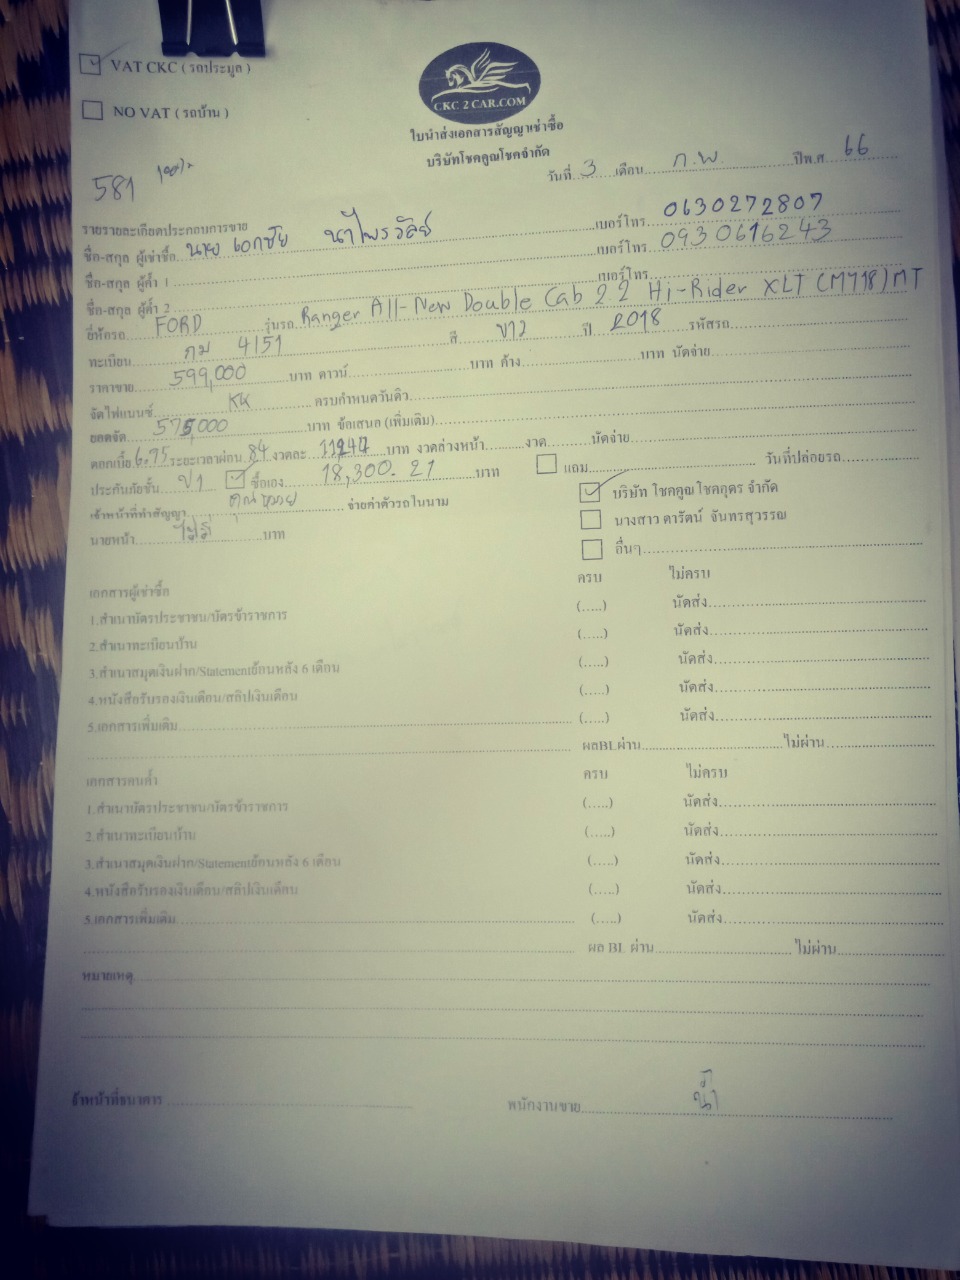 VAT CKC ( รถประมูล )
NO VAT ( รถบ้าน )
CKC 2 CAR.COM
ใบนำส่งเอกสารสัญญาเช่าซื้อ
บริษัทโชคคูณโชคจำกัด
วันที่ 3 เดือน ก.พ. ปีพ.ศ 66
581
รายรายละเอียดประกอบการขาย
ชื่อ-สกุล ผู้เช่าซื้อ นาย เอกชัย นาไพรวัลย์ เบอร์โทร 0630272807
ชื่อ-สกุล ผู้ค้ำ 1 เบอร์โทร 0930616243
ชื่อ-สกุล ผู้ค้ำ 2 เบอร์โทร
ยี่ห้อรถ FORD รุ่นรถ Ranger All-New Double Cab 2.2 Hi-Rider XLT (MY18) MT
ทะเบียน กม 4151 สี ขาว ปี 2018 รหัสรถ
ราคาขาย 599,000 บาท ดาวน์ บาท ค้าง บาท นัดจ่าย
จัดไฟแนนซ์ KK ครบกำหนดวันติว
ยอดจัด 575,000 บาท ข้อเสนอ (เพิ่มเติม)
ดอกเบี้ย 6.75 ระยะเวลาผ่อน 84 งวดละ บาท งวดล่างหน้า งวด นัดจ่าย
ประกันภัยชั้น ป1 ซื้อเอง 18,300.21 บาท แถม วันที่ปล่อยรถ
เจ้าหน้าที่ทำสัญญา จ่ายค่าตัวรถในนาม บริษัท โชคคูณโชคอุดร จำกัด
นายหน้า บาท นางสาว ดารัตน์ จันทรสุวรรณ
อื่นๆ
เอกสารผู้เช่าซื้อ ครบ ไม่ครบ
1.สำเนาบัตรประชาชน/บัตรข้าราชการ (.....) นัดส่ง
2.สำเนาทะเบียนบ้าน (.....) นัดส่ง
3.สำเนาสมุดเงินฝาก/Statementย้อนหลัง 6 เดือน (.....) นัดส่ง
4.หนังสือรับรองเงินเดือน/สลิปเงินเดือน (.....) นัดส่ง
5.เอกสารเพิ่มเติม (.....) นัดส่ง
ผลBLผ่าน ไม่ผ่าน
เอกสารคนค้ำ ครบ ไม่ครบ
1.สำเนาบัตรประชาชน/บัตรข้าราชการ (.....) นัดส่ง
2.สำเนาทะเบียนบ้าน (.....) นัดส่ง
3.สำเนาสมุดเงินฝาก/Statementย้อนหลัง 6 เดือน (.....) นัดส่ง
4.หนังสือรับรองเงินเดือน/สลิปเงินเดือน (.....) นัดส่ง
5.เอกสารเพิ่มเติม (.....) นัดส่ง
ผล BL ผ่าน ไม่ผ่าน
หมายเหตุ
จ้าหน้าที่ธนาคาร พนักงานขาย